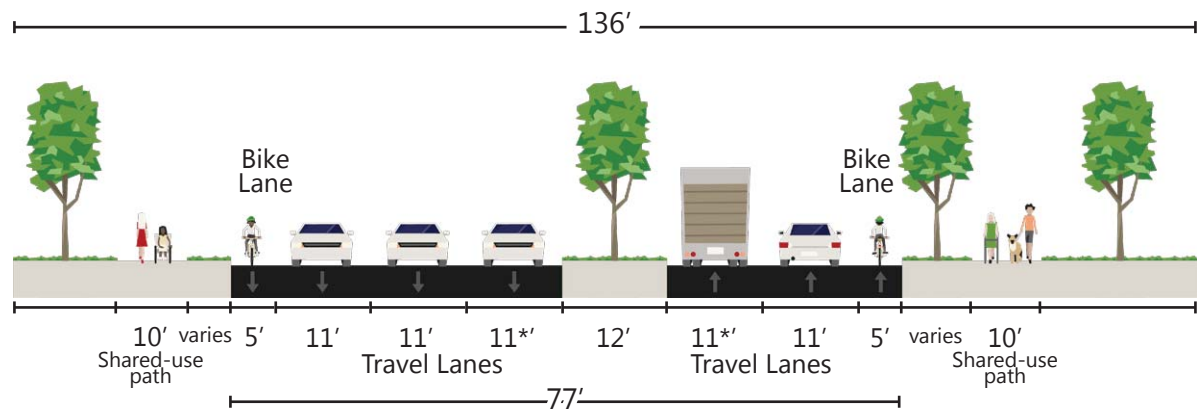 136’
Bike
Lane
Bike
Lane
10’ varies 5’ 11’ 11’ 11*’ 12’ 11*’ 11’ 5’ varies 10’
Shared-use
path
Travel Lanes
Travel Lanes
Shared-use
path
77’